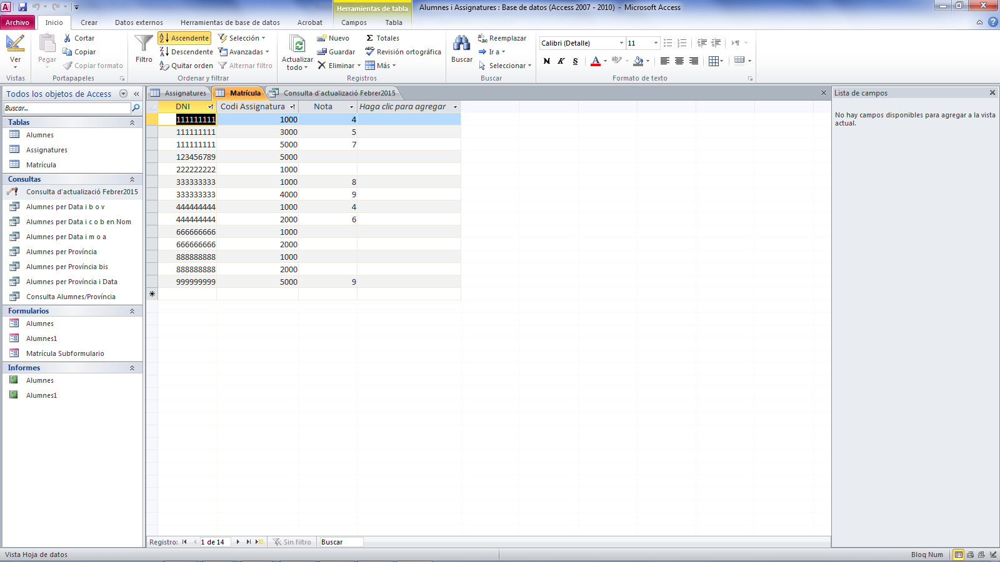 Herramientas de tabla
Alumnes i Assignatures : Base de datos (Access 2007 - 2010) - Microsoft Access
Archivo Inicio Crear Datos externos Herramientas de base de datos Acrobat Campos Tabla
Ver
Vistas
Pegar
Cortar
Copiar
Copiar formato
Portapapeles
Filtro
Ascendente
Descendente
Quitar orden
Selección
Avanzadas
Alternar filtro
Ordenar y filtrar
Actualizar todo
Nuevo
Guardar
Eliminar
Totales
Revisión ortográfica
Más
Registros
Buscar
Reemplazar
Ir a
Seleccionar
Buscar
Calibri (Detalle) 11
N K S A
Formato de texto
Todos los objetos de Access
Buscar...
Tablas
Alumnes
Assignatures
Matrícula
Consultas
Consulta d'actualizació Febrer2015
Alumnes per Data i b o v
Alumnes per Data i c o b en Nom
Alumnes per Data i m o a
Alumnes per Província
Alumnes per Província bis
Alumnes per Província i Data
Consulta Alumnes/Província
Formularios
Alumnes
Alumnes1
Matrícula Subformulario
Informes
Alumnes
Alumnes1
Assignatures Matrícula Consulta d'actualizació Febrer2015
DNI Codi Assignatura Nota Haga clic para agregar
111111111 1000 4
111111111 3000 5
111111111 5000 7
123456789 5000
222222222 1000
333333333 1000 8
333333333 4000 9
444444444 1000 4
444444444 2000 6
666666666 1000
666666666 2000
888888888 1000
888888888 2000
999999999 5000 9
Lista de campos
No hay campos disponibles para agregar a la vista
actual.
Registro: 1 de 14 Sin filtro Buscar
Vista Hoja de datos Bloq Num